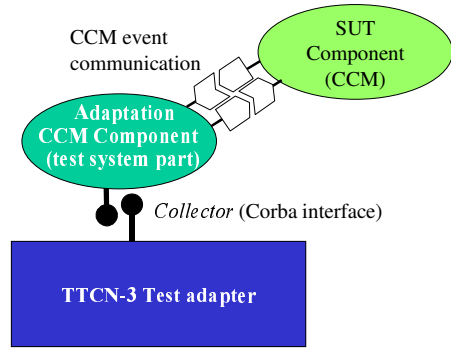 CCM event
communication
SUT
Component
(CCM)
Adaptation
CCM Component
(test system part)
Collector (Corba interface)
TTCN-3 Test adapter